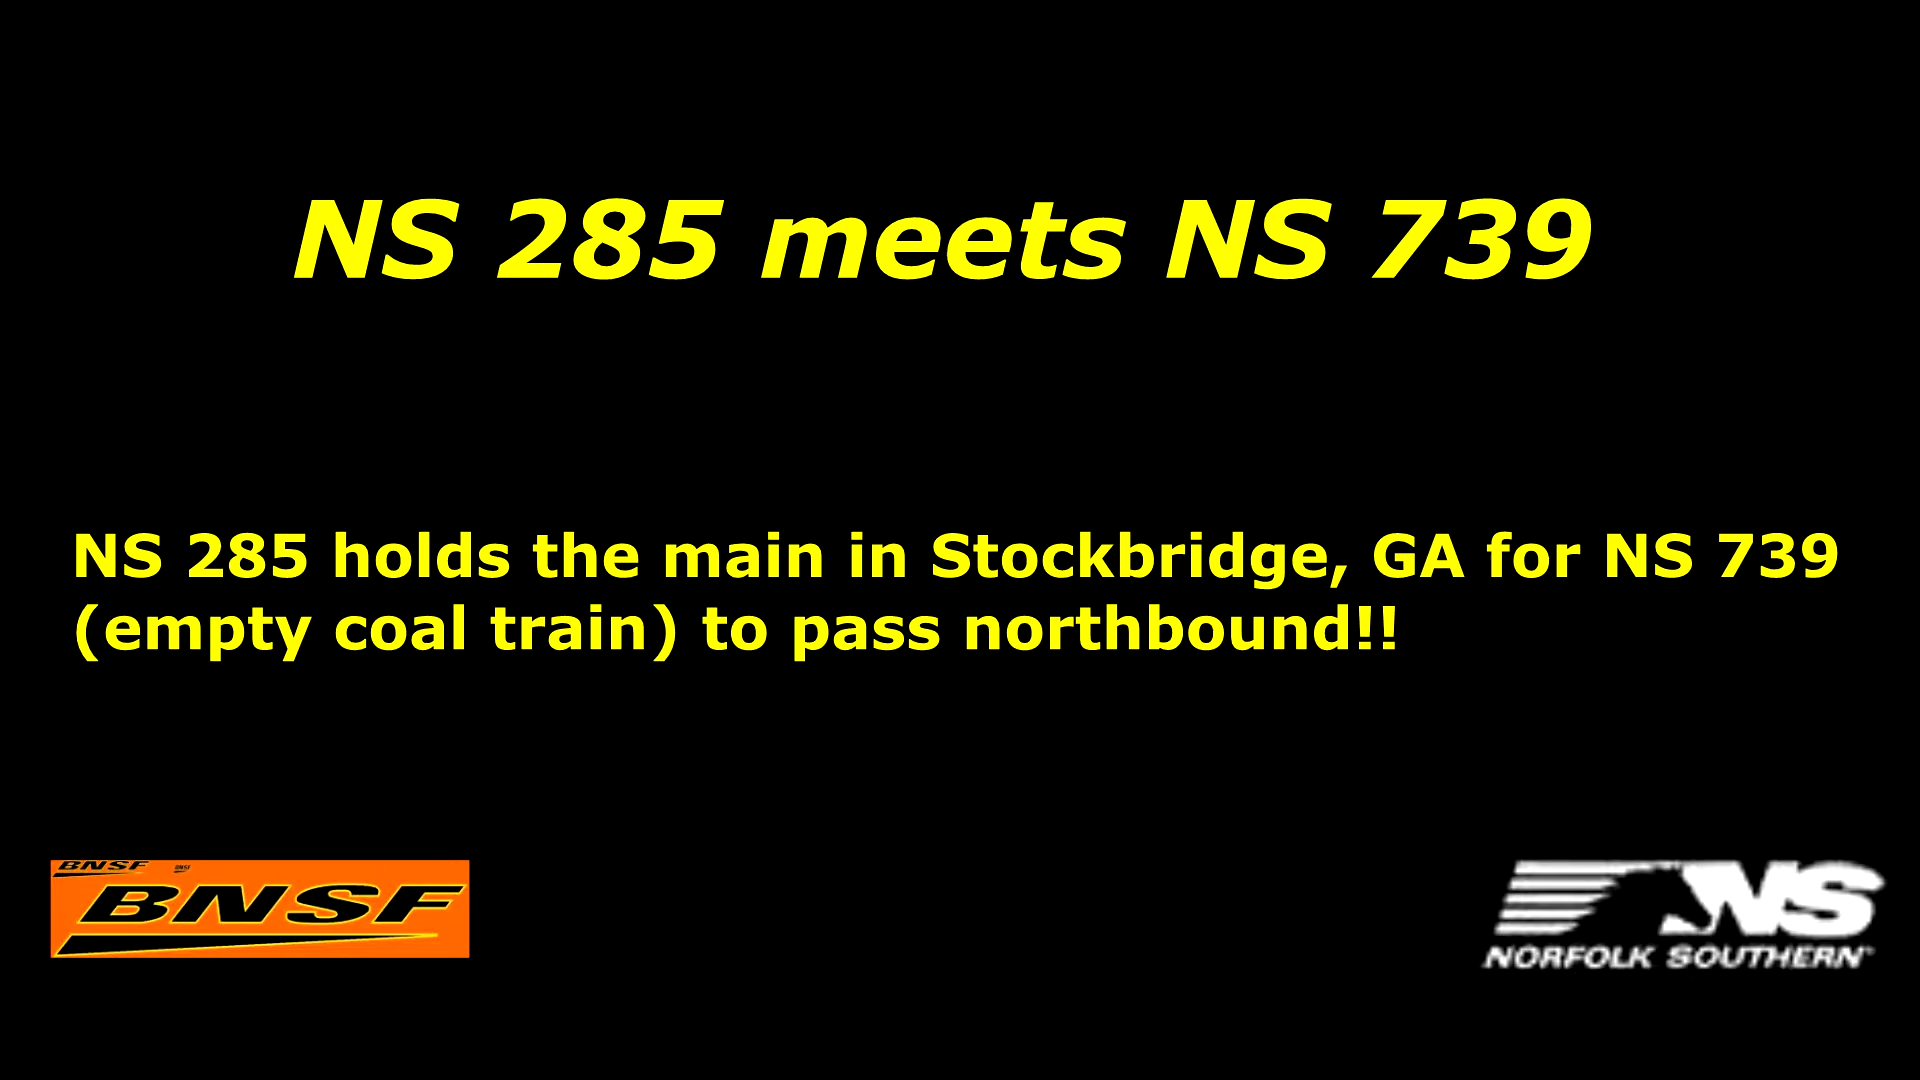 NS 285 meets NS 739
NS 285 holds the main in Stockbridge, GA for NS 739
(empty coal train) to pass northbound!!
BNSF
BNSF
BNSF
NS
NORFOLK SOUTHERN